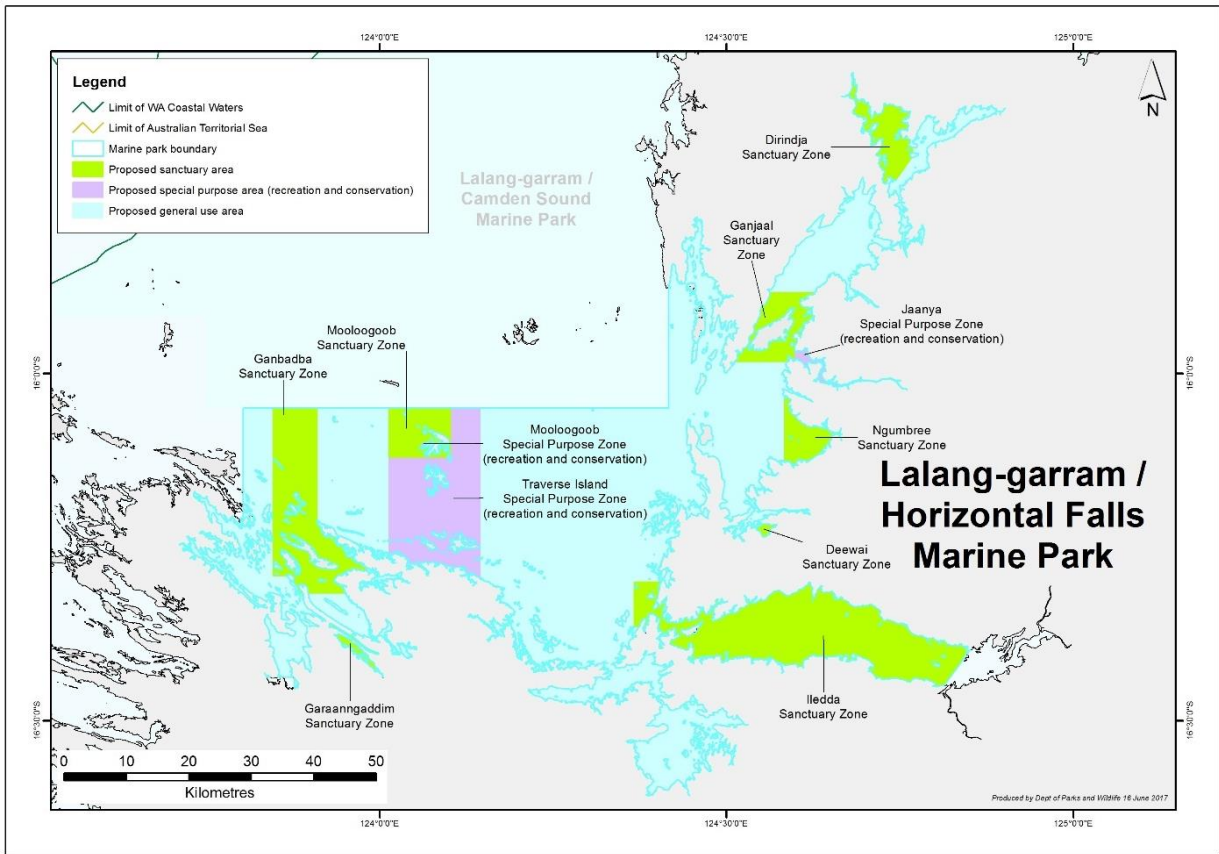 124°0'0"E
124°30'0"E
125°0'0"E
Legend
Limit of WA Coastal Waters
Limit of Australian Territorial Sea
Marine park boundary
Proposed sanctuary area
Proposed special purpose area (recreation and conservation)
Proposed general use area
N
Lalang-garram /
Camden Sound
Marine Park
Dirindja
Sanctuary Zone
Ganjaal
Sanctuary
Zone
Jaanya
Special Purpose Zone
(recreation and conservation)
Mooloogoob
Sanctuary Zone
Ganbadba
Sanctuary Zone
16°0'0"S
16°0'0"S
Mooloogoob
Special Purpose Zone
(recreation and conservation)
Ngumbree
Sanctuary Zone
Traverse Island
Special Purpose Zone
(recreation and conservation)
Lalang-garram /
Horizontal Falls
Marine Park
Deewai
Sanctuary Zone
Garaanngaddim
Sanctuary Zone
Iledda
Sanctuary Zone
16°30'0"S
16°30'0"S
0 10 20 30 40 50
Kilometres
Produced by Dept of Parks and Wildlife 16 June 2017
124°0'0"E
124°30'0"E
125°0'0"E